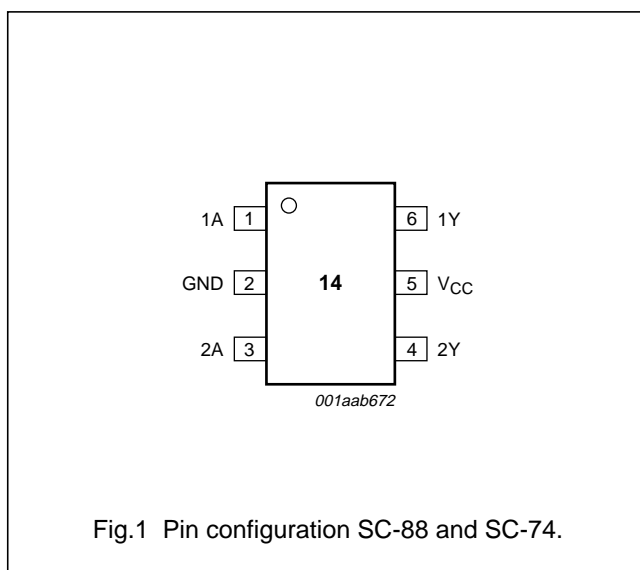 1A 1 6 1Y
GND 2 14 5 VCC
2A 3 4 2Y
001aab672
Fig.1 Pin configuration SC-88 and SC-74.